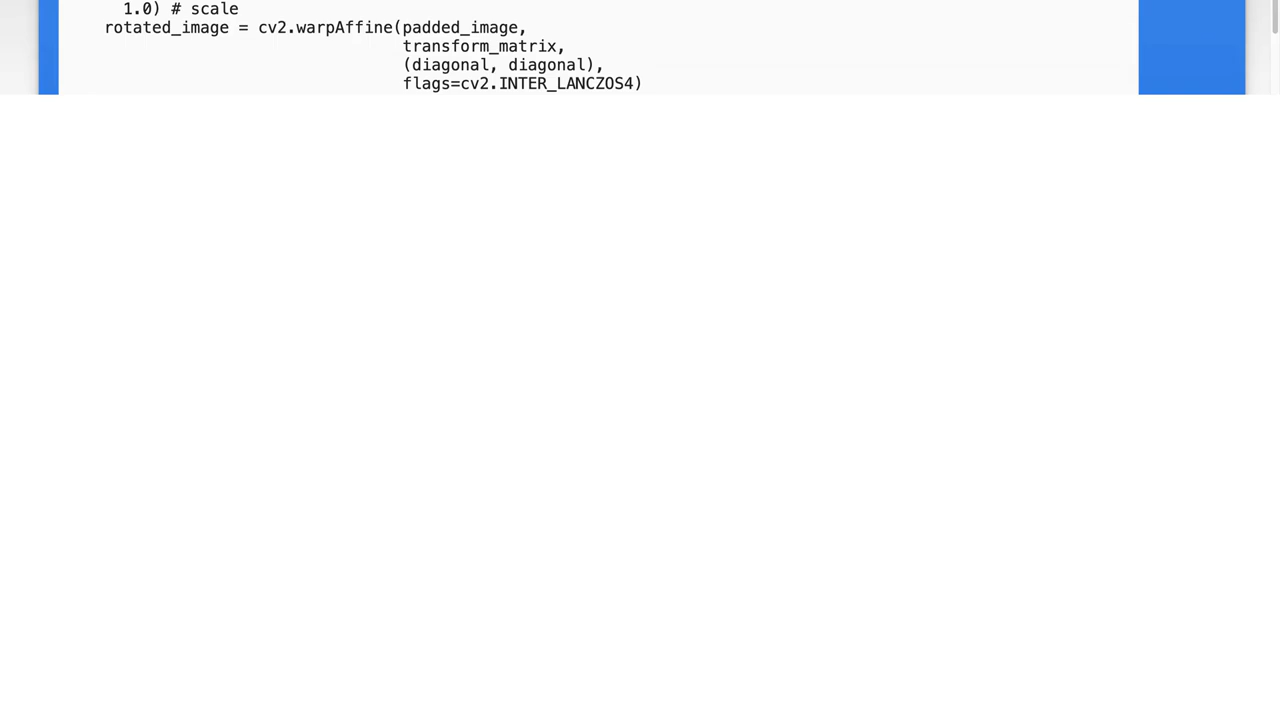 1.0) # scale
rotated_image = cv2.warpAffine(padded_image,
transform_matrix,
(diagonal, diagonal),
flags=cv2.INTER_LANCZOS4)